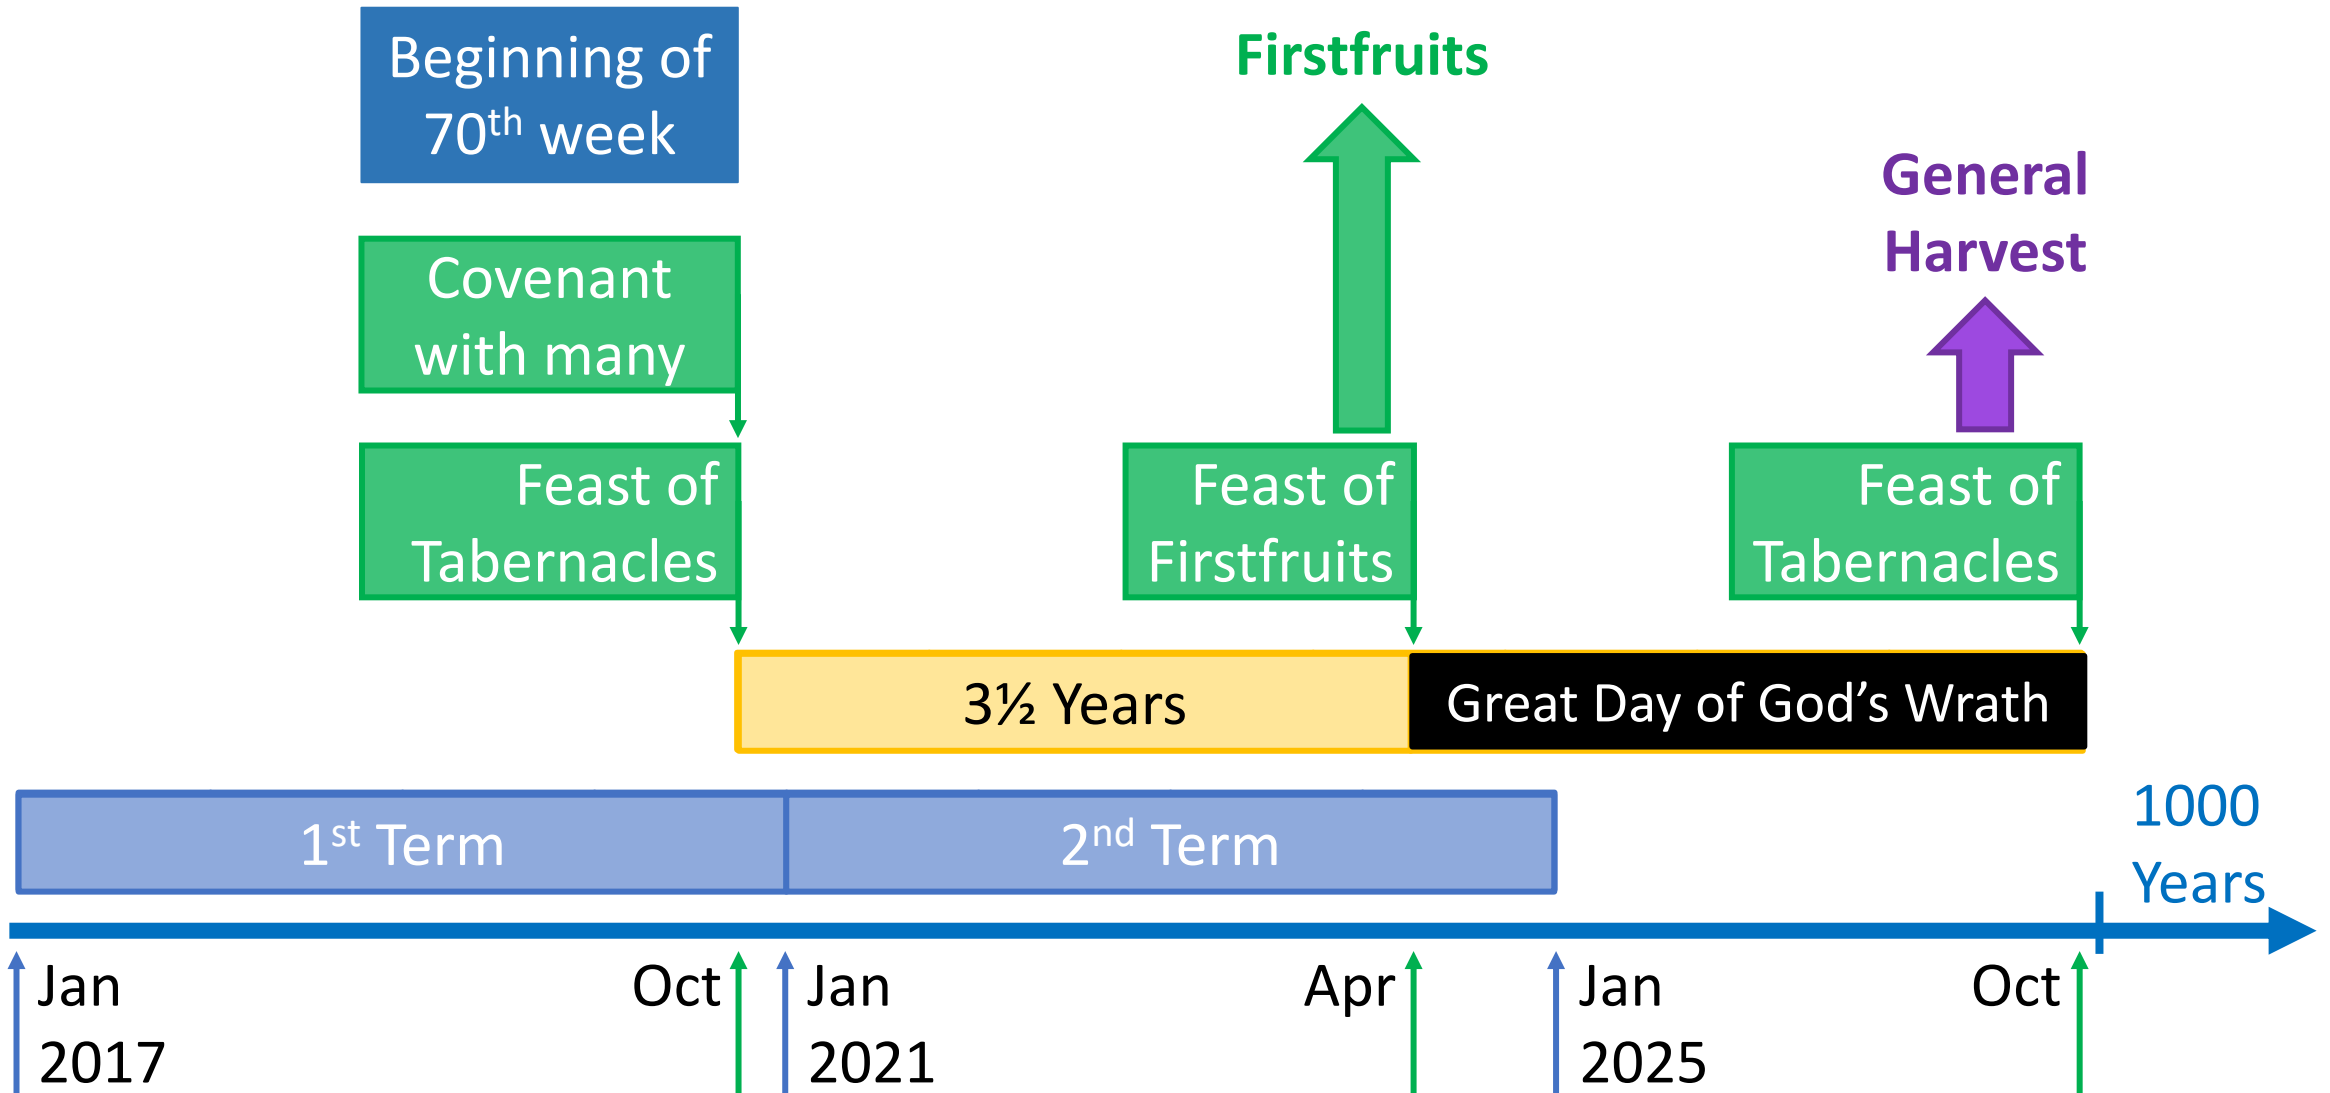 Beginning of
70th week
Firstfruits
General
Harvest
Covenant
with many
Feast of
Tabernacles
Feast of
Firstfruits
Feast of
Tabernacles
3½ Years
Great Day of God’s Wrath
1st Term
2nd Term
1000
Years
Jan
2017
Oct
Jan
2021
Apr
Jan
2025
Oct